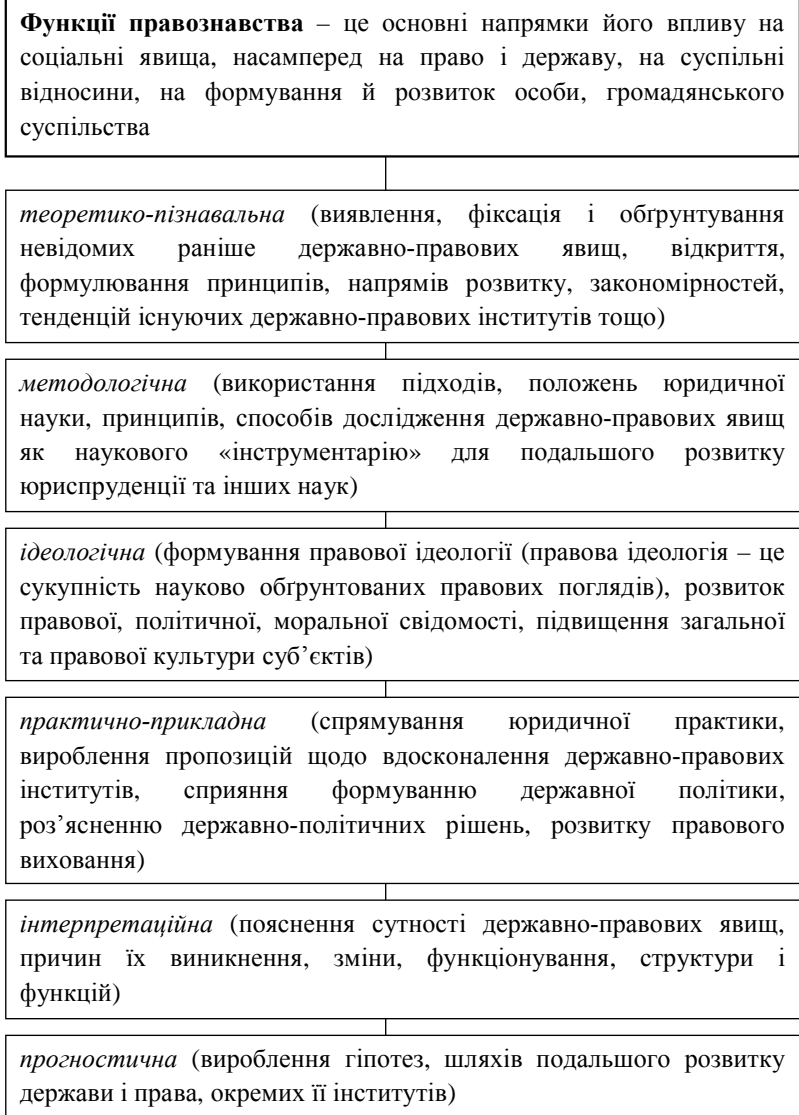 Функції правознавства – це основні напрямки його впливу на
соціальні явища, насамперед на право і державу, на суспільні
відносини, на формування й розвиток особи, громадянського
суспільства
теоретико-пізнавальна (виявлення, фіксація і обґрунтування
невідомих раніше державно-правових явищ, відкриття,
формулювання принципів, напрямів розвитку, закономірностей,
тенденцій існуючих державно-правових інститутів тощо)
методологічна (використання підходів, положень юридичної
науки, принципів, способів дослідження державно-правових явищ
як наукового «інструментарію» для подальшого розвитку
юриспруденції та інших наук)
ідеологічна (формування правової ідеології (правова ідеологія – це
сукупність науково обґрунтованих правових поглядів), розвиток
правової, політичної, моральної свідомості, підвищення загальної
та правової культури суб’єктів)
практично-прикладна (спрямування юридичної практики,
вироблення пропозицій щодо вдосконалення державно-правових
інститутів, сприяння формуванню державної політики,
роз’ясненню державно-політичних рішень, розвитку правового
виховання)
інтерпретаційна (пояснення сутності державно-правових явищ,
причин їх виникнення, зміни, функціонування, структури і
функцій)
прогностична (вироблення гіпотез, шляхів подальшого розвитку
держави і права, окремих її інститутів)